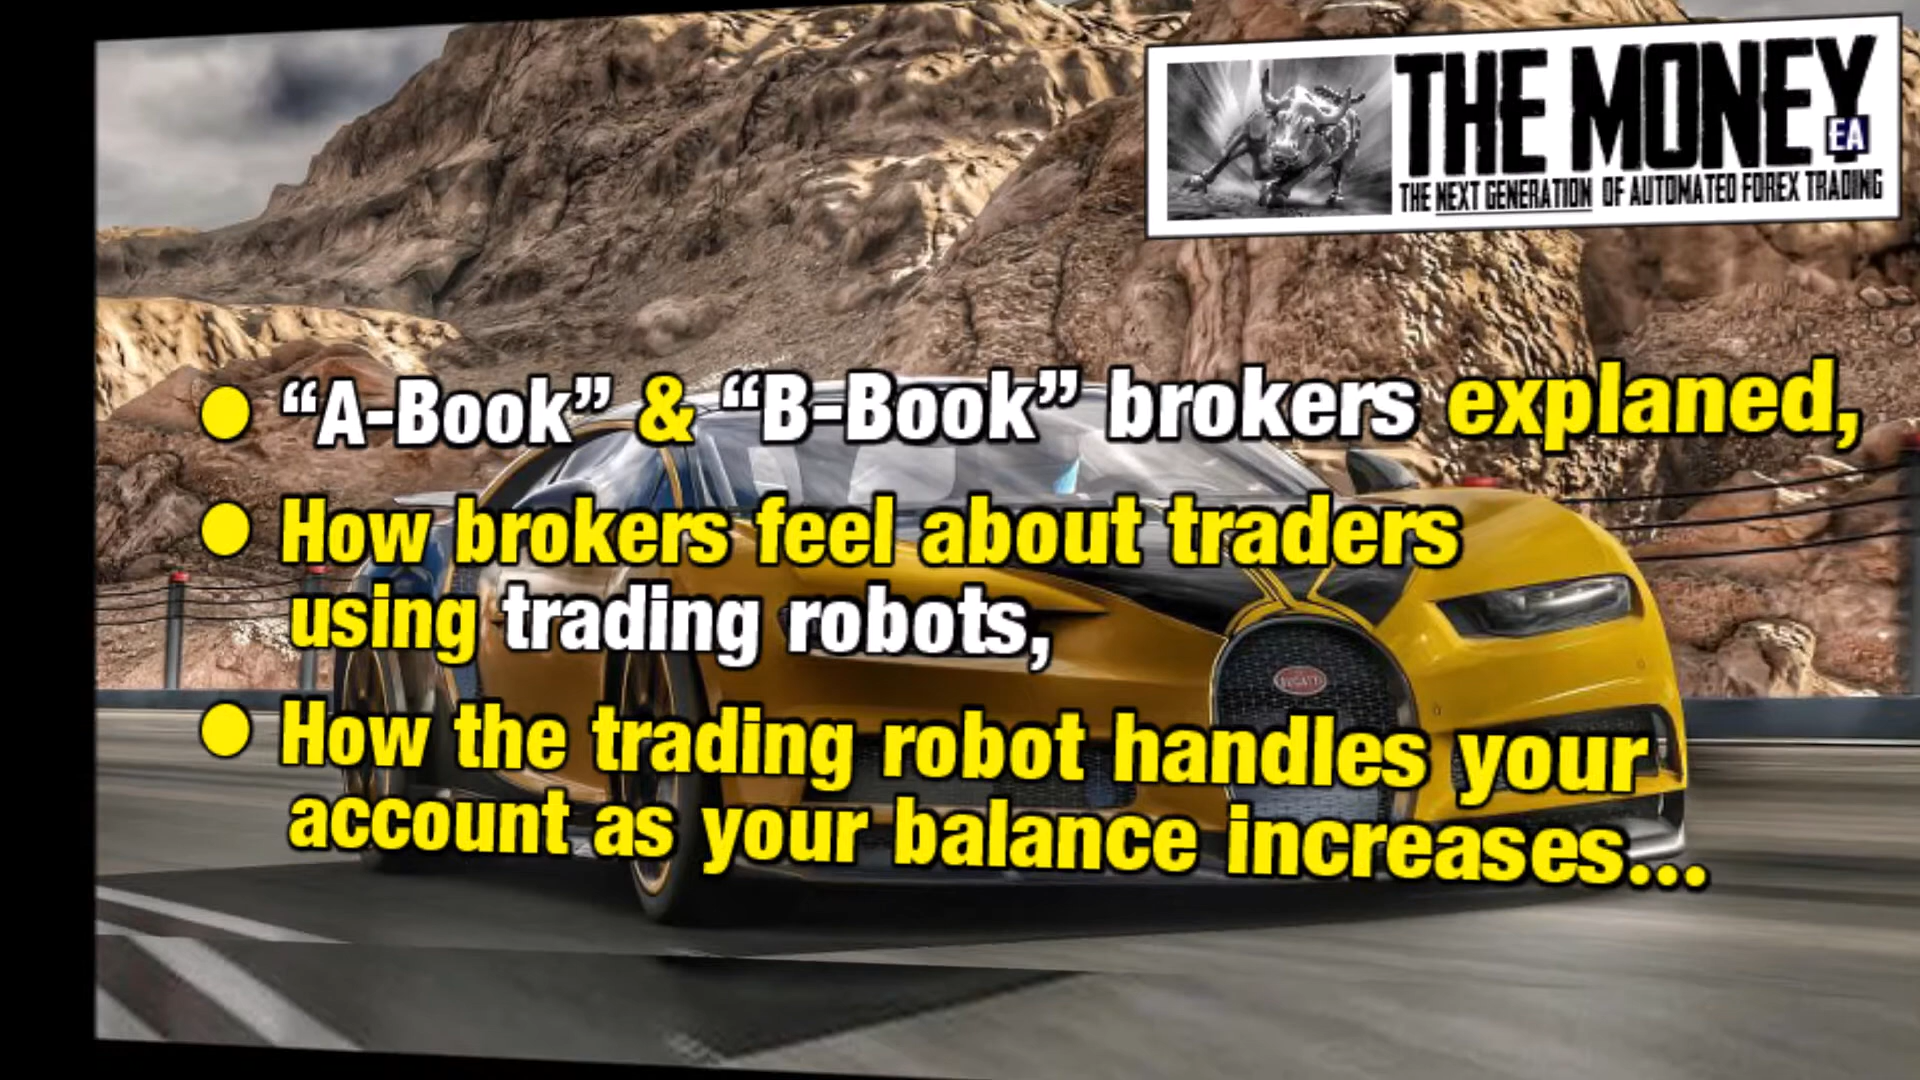 THE MONEY
EA
THE NEXT GENERATION OF AUTOMATED FOREX TRADING
● “A-Book” & “B-Book” brokers explaned,
● How brokers feel about traders
using trading robots,
BUGATTI
● How the trading robot handles your
account as your balance increases...